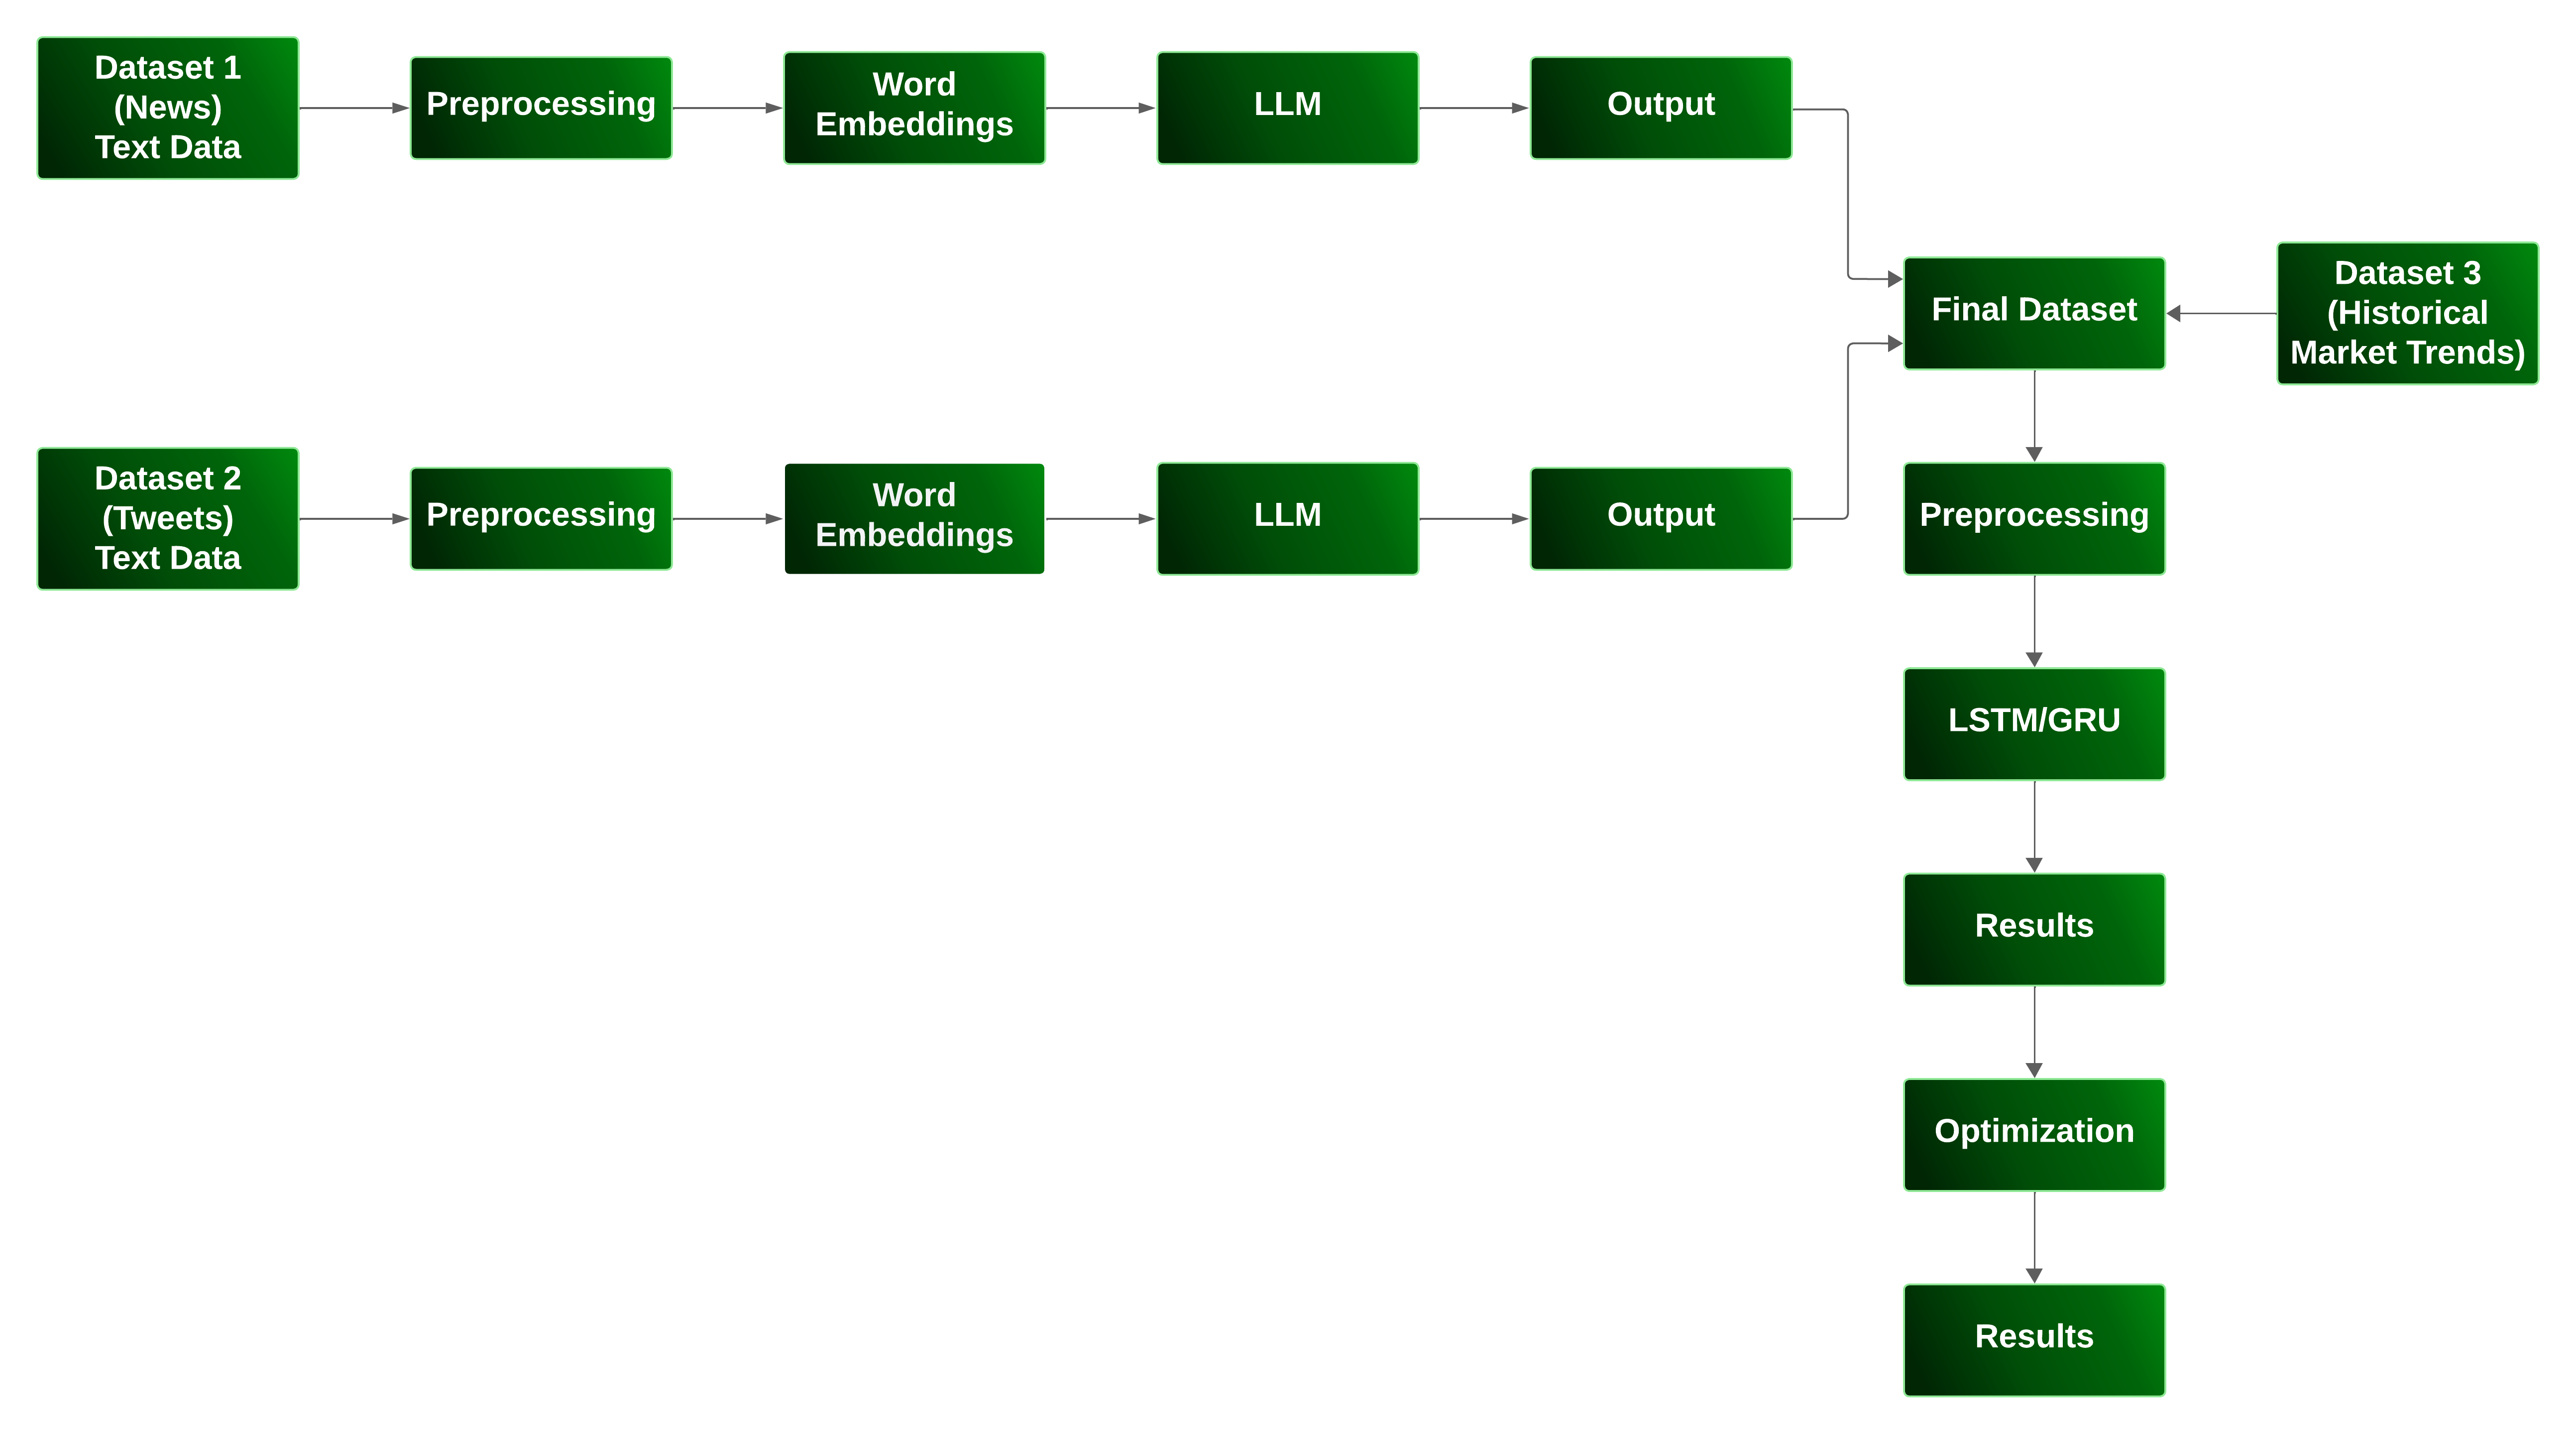 Dataset 1
(News)
Text Data
Preprocessing
Word
Embeddings
LLM
Output
Final Dataset
Dataset 3
(Historical
Market Trends)
Dataset 2
(Tweets)
Text Data
Preprocessing
Word
Embeddings
LLM
Output
Preprocessing
LSTM/GRU
Results
Optimization
Results